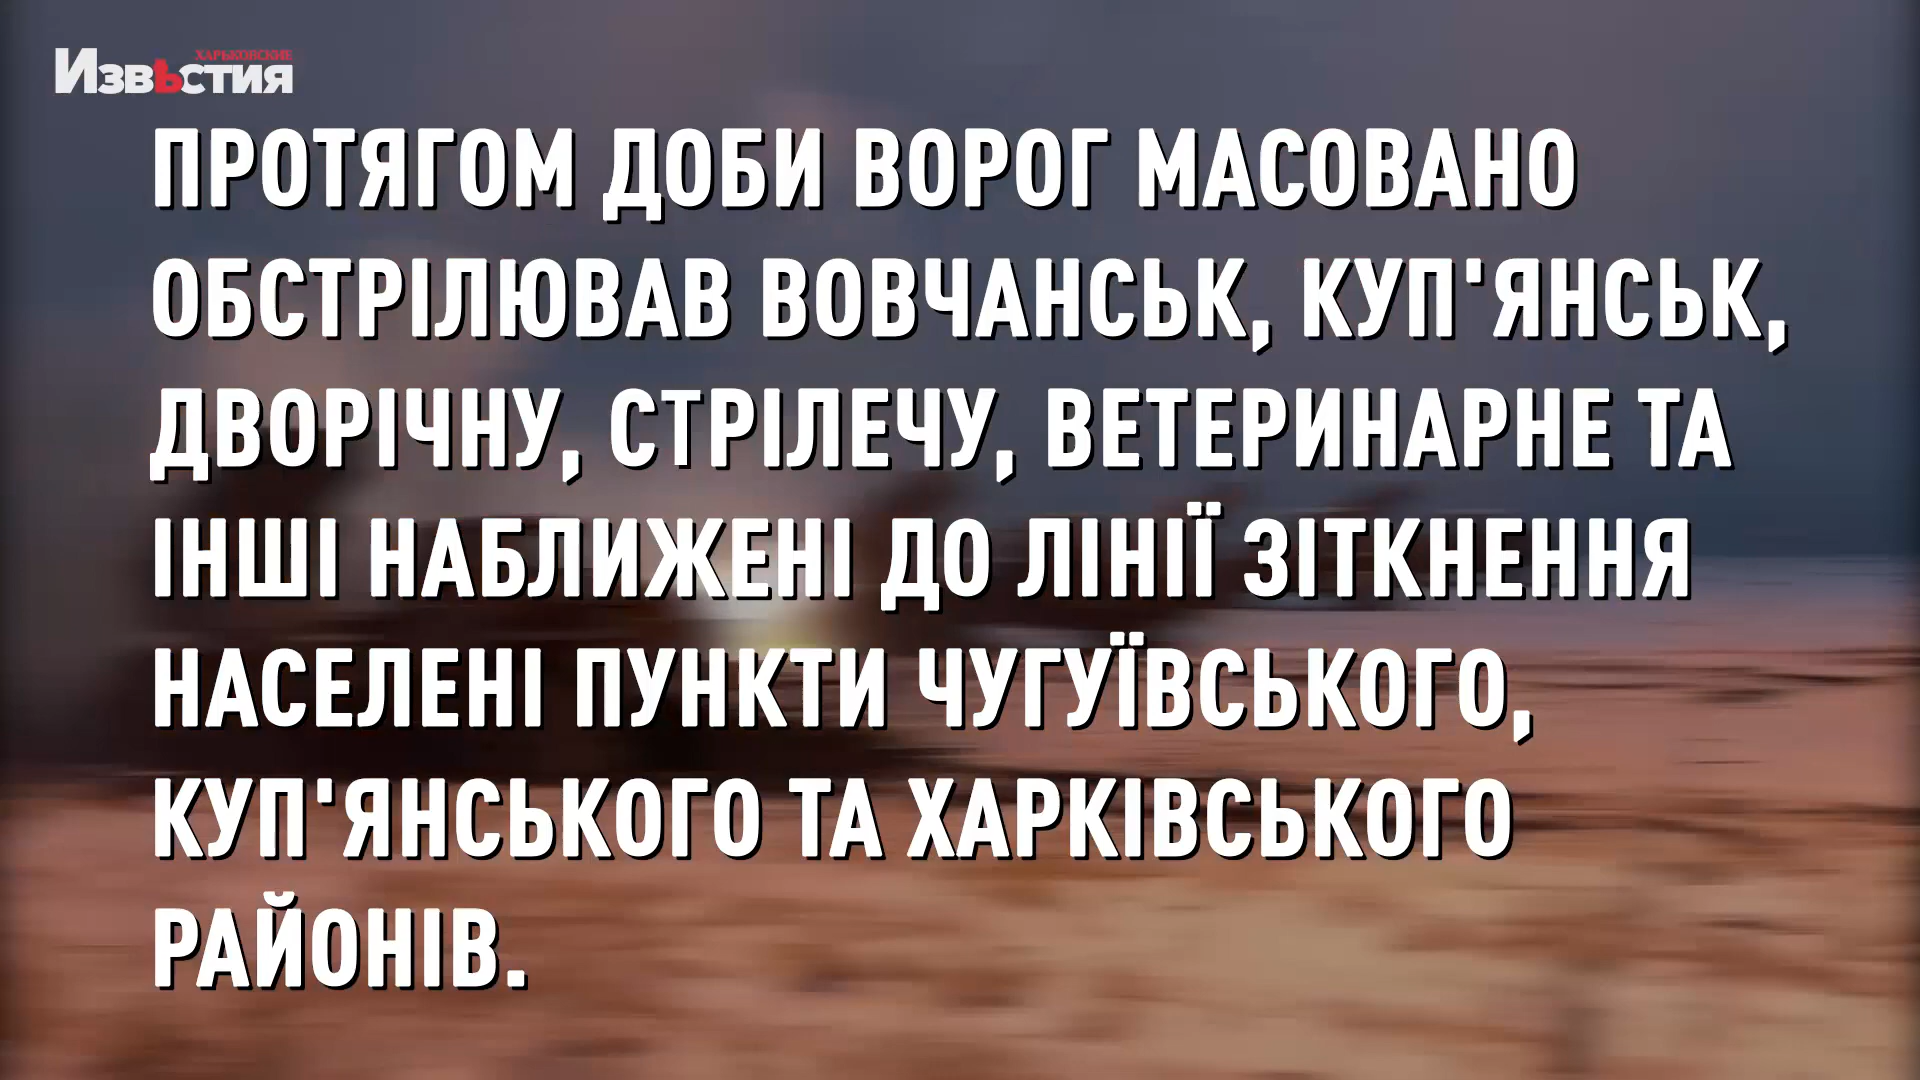 ХАРЬКОВСКИЕ
ИЗВѢСТИЯ
ПРОТЯГОМ ДОБИ ВОРОГ МАСОВАНО
ОБСТРІЛЮВАВ ВОВЧАНСЬК, КУП'ЯНСЬК,
ДВОРІЧНУ, СТРІЛЕЧУ, ВЕТЕРИНАРНЕ ТА
ІНШІ НАБЛИЖЕНІ ДО ЛІНІЇ ЗІТКНЕННЯ
НАСЕЛЕНІ ПУНКТИ ЧУГУЇВСЬКОГО,
КУП'ЯНСЬКОГО ТА ХАРКІВСЬКОГО
РАЙОНІВ.